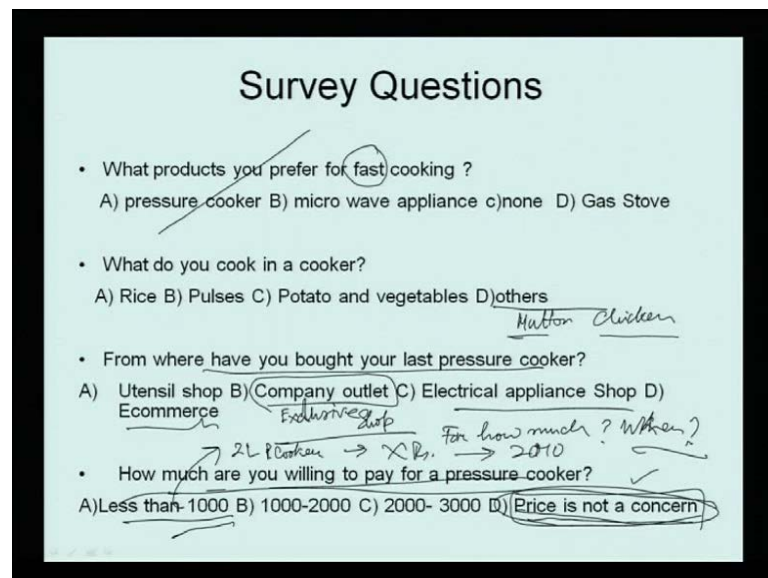 Survey Questions
• What products you prefer for fast cooking ?
A) pressure cooker B) micro wave appliance c)none D) Gas Stove
• What do you cook in a cooker?
A) Rice B) Pulses C) Potato and vegetables D)others
Mutton Chicken
• From where have you bought your last pressure cooker?
A) Utensil shop B) Company outlet C) Electrical appliance Shop D)
Ecommerce
Exclusive shop
For how much ? When ?
2L PCooker → X Rs. → 2010
• How much are you willing to pay for a pressure cooker?
A)Less than 1000 B) 1000-2000 C) 2000- 3000 D) Price is not a concern